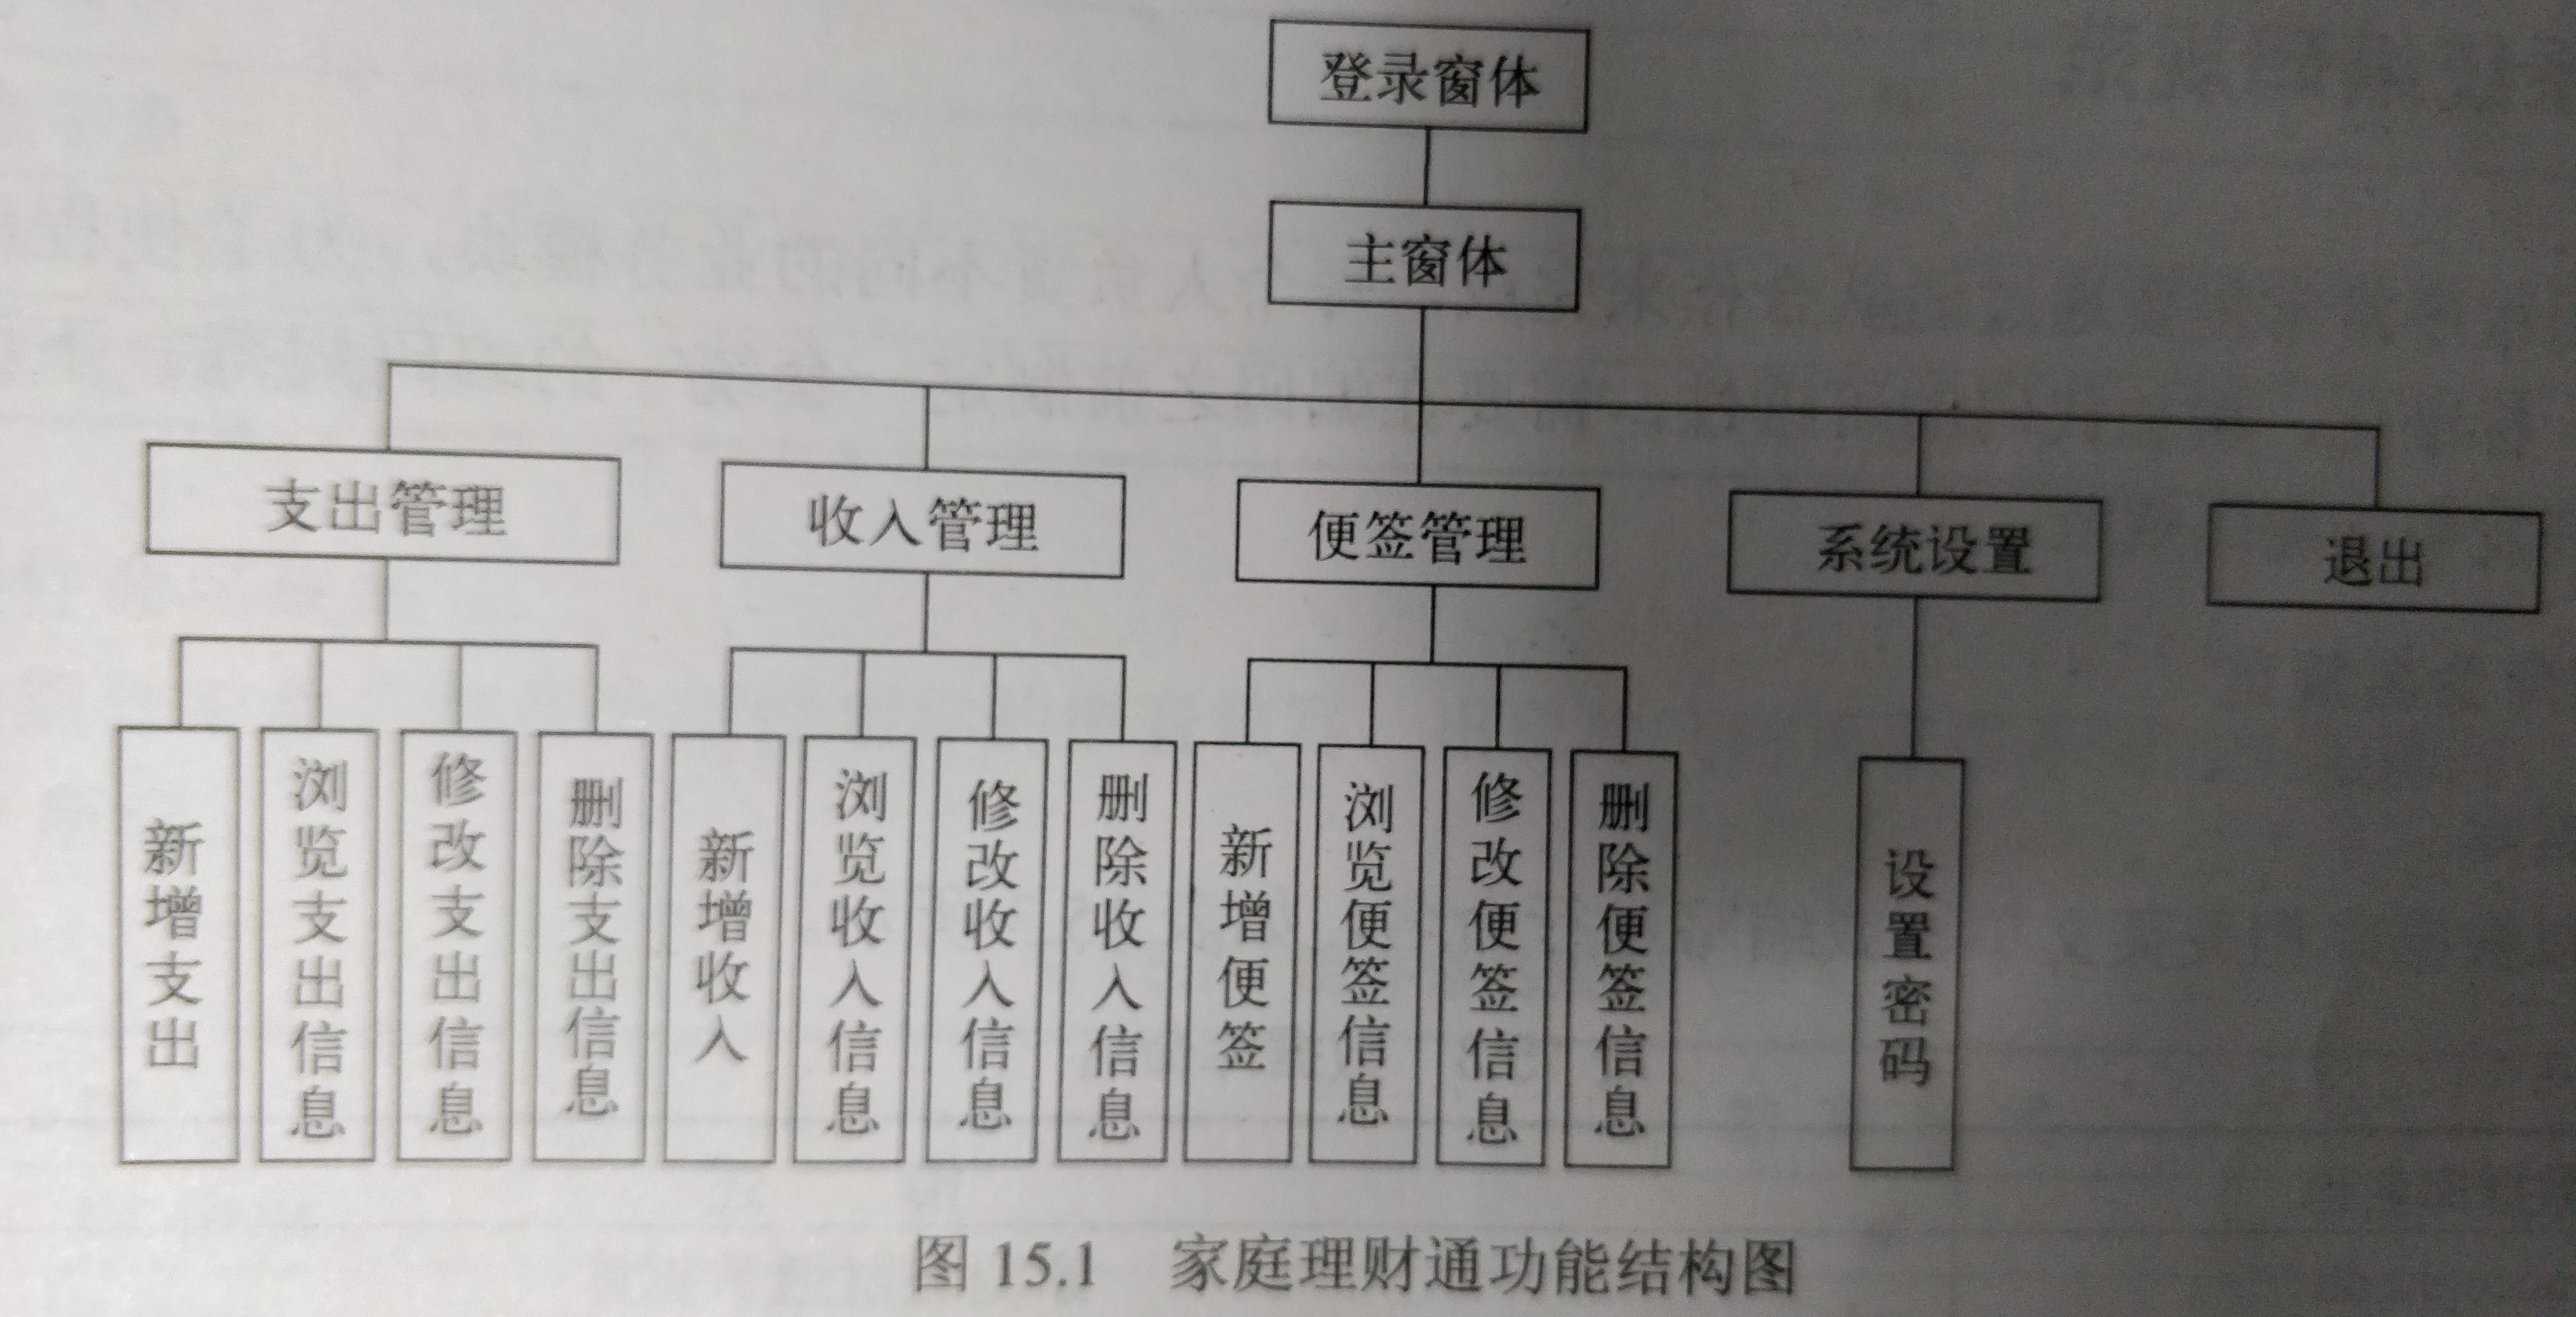 登录窗体
主窗体
支出管理
收入管理
便签管理
系统设置
退出
新增支出
浏览支出信息
修改支出信息
删除支出信息
新增收入
浏览收入信息
修改收入信息
删除收入信息
新增便签
浏览便签信息
修改便签信息
删除便签信息
设置密码
图 15.1 家庭理财通功能结构图